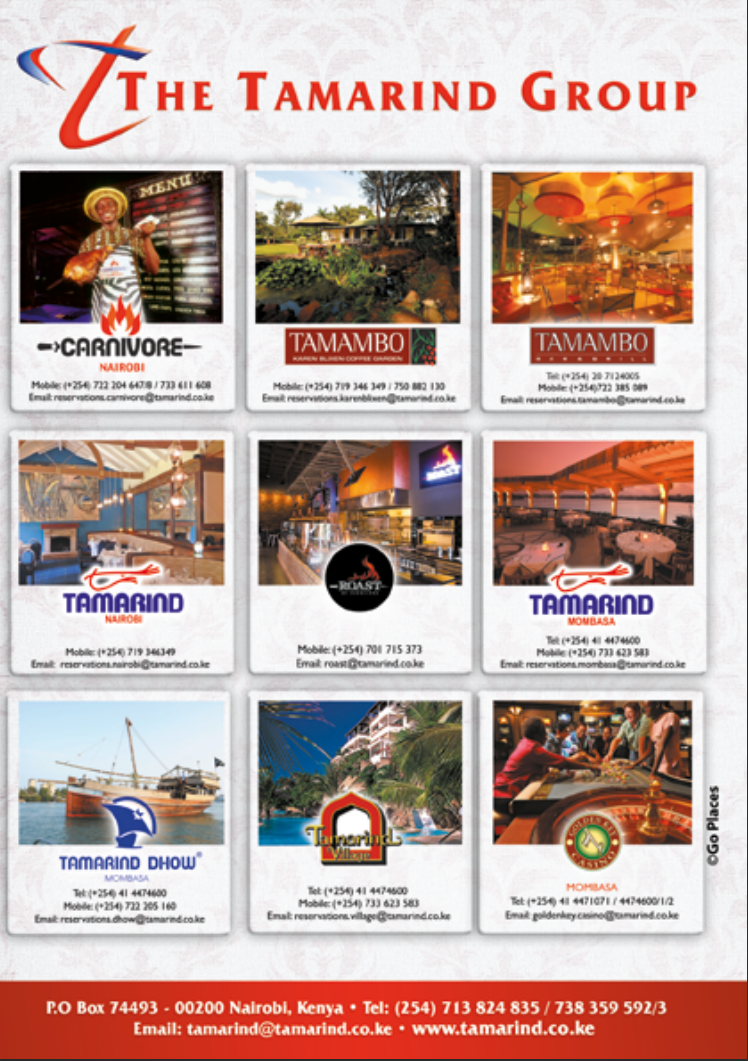 THE TAMARIND GROUP
MENU
CARNIVORE
NAIROBI
Mobile: (+254) 722 204 647/8 / 733 611 608
Email: reservations.carnivore@tamarind.co.ke
TAMAMBO
KAREN BLIXEN COFFEE GARDEN
Mobile: (+254) 719 346 349 / 750 882 130
Email: reservations.karenblixen@tamarind.co.ke
TAMAMBO
Tel: (+254) 20 7124005
Mobile: (+254)722 385 089
Email: reservations.tamambo@tamarind.co.ke
TAMARIND
NAIROBI
Mobile: (+254) 719 346349
Email: reservations.nairobi@tamarind.co.ke
ROAST
ROAST
Mobile: (+254) 701 715 373
Email: roast@tamarind.co.ke
TAMARIND
MOMBASA
Tel: (+254) 41 4474600
Mobile: (+254) 733 623 583
Email: reservations.mombasa@tamarind.co.ke
TAMARIND DHOW®
MOMBASA
Tel: (+254) 41 4474600
Mobile: (+254) 722 205 160
Email: reservations.dhow@tamarind.co.ke
Tamarind
Village
Tel: (+254) 41 4474600
Mobile: (+254) 733 623 583
Email: reservations.village@tamarind.co.ke
GOLDEN KEY
CASINO
MOMBASA
Tel: (+254) 41 4471071 / 4474600/1/2
Email: goldenkey.casino@tamarind.co.ke
©Go Places
P.O Box 74493 - 00200 Nairobi, Kenya • Tel: (254) 713 824 835 / 738 359 592/3
Email: tamarind@tamarind.co.ke • www.tamarind.co.ke